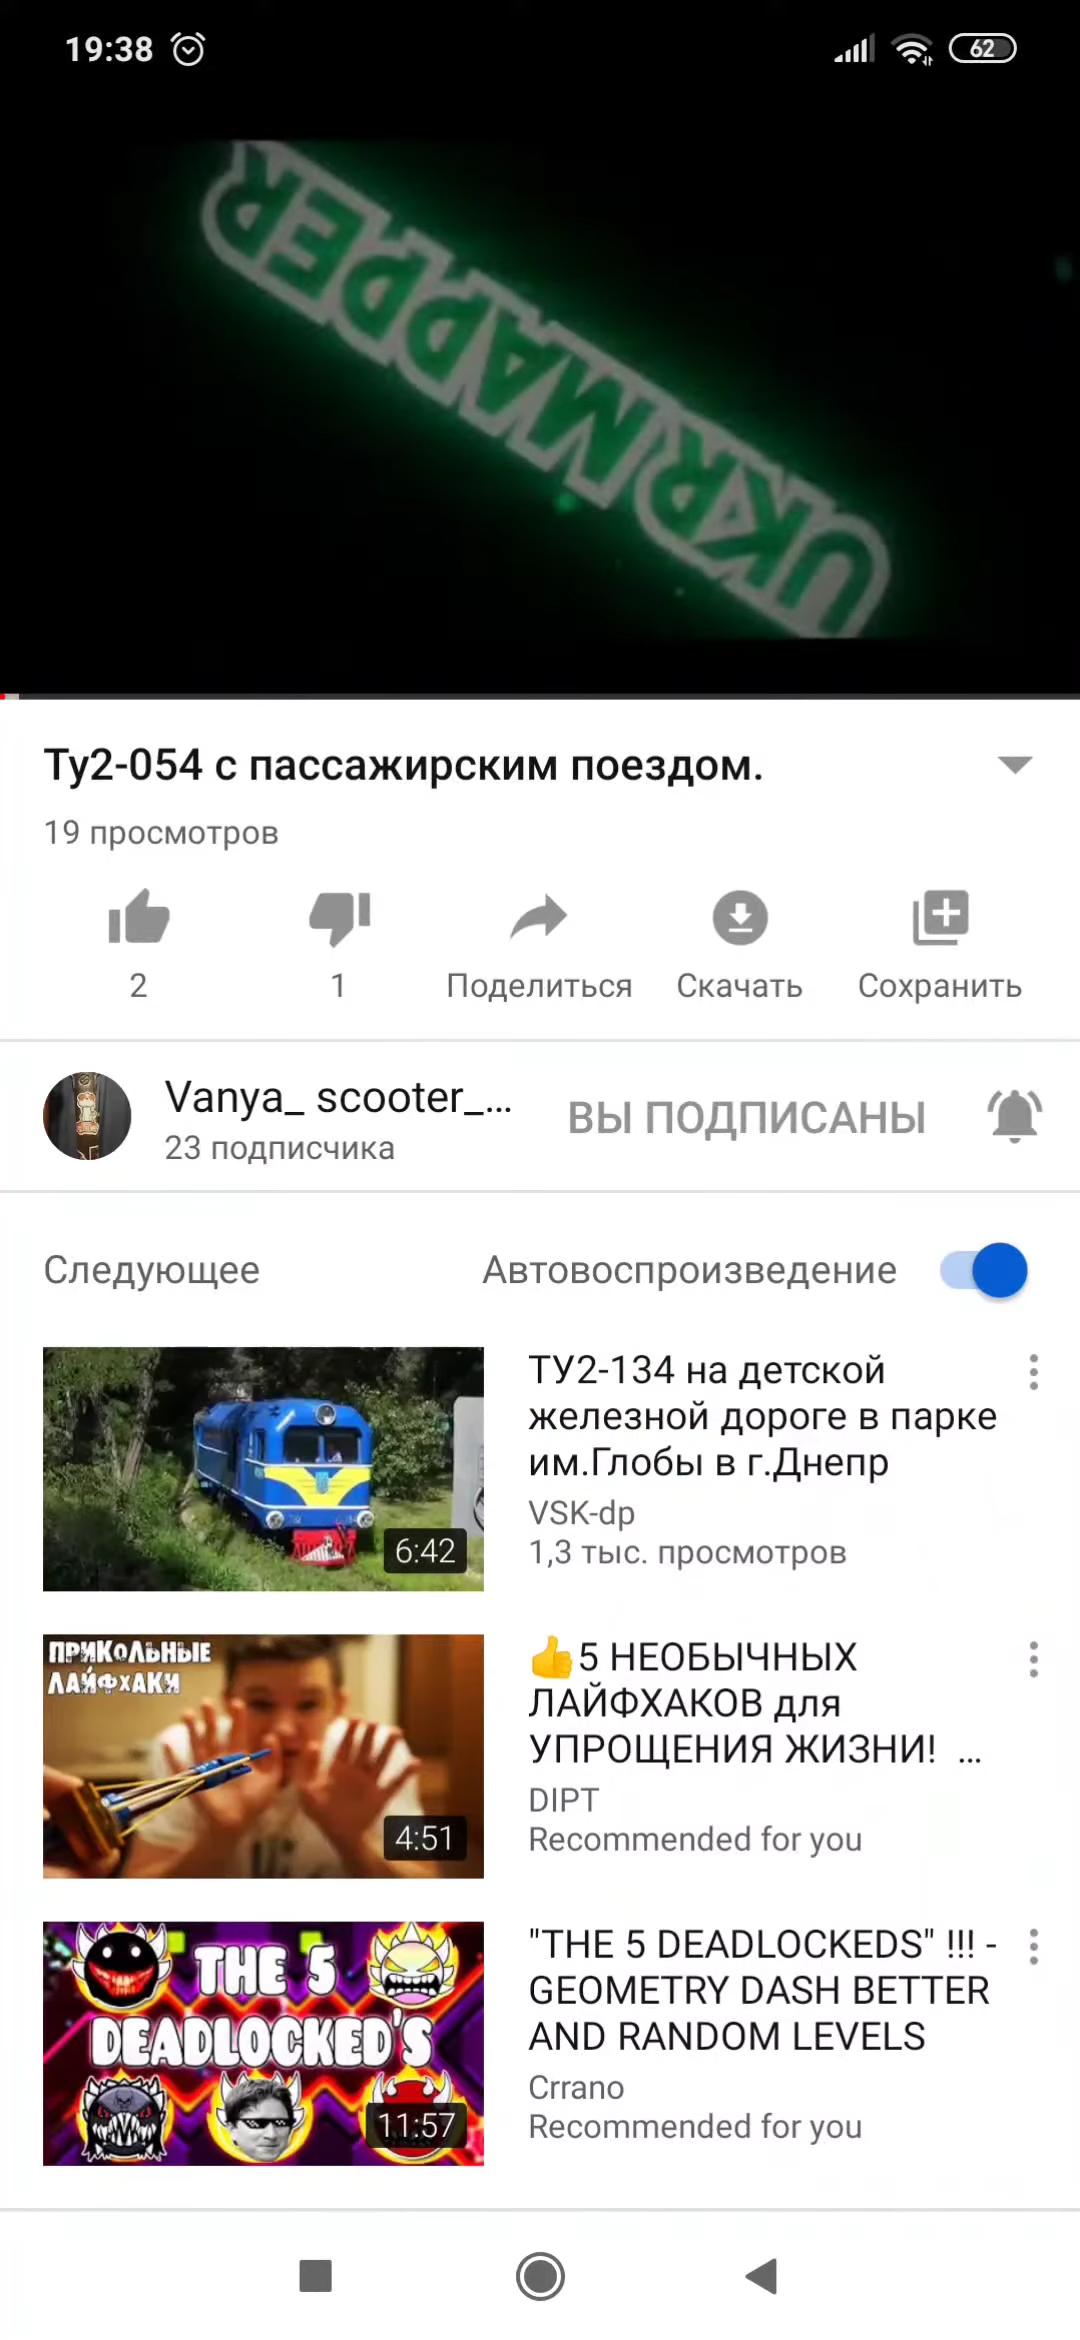 19:38
62
UKRMAPPER
Ту2-054 с пассажирским поездом.
19 просмотров
2
1
Поделиться
Скачать
Сохранить
Vanya_ scooter_...
23 подписчика
ВЫ ПОДПИСАНЫ
Следующее
Автовоспроизведение
6:42
ТУ2-134 на детской
железной дороге в парке
им.Глобы в г.Днепр
VSK-dp
1,3 тыс. просмотров
ПРИКОЛЬНЫЕ
ЛАЙФХАКИ
4:51
👍5 НЕОБЫЧНЫХ
ЛАЙФХАКОВ для
УПРОЩЕНИЯ ЖИЗНИ! ...
DIPT
Recommended for you
THE 5
DEADLOCKED'S
11:57
"THE 5 DEADLOCKEDS" !!! -
GEOMETRY DASH BETTER
AND RANDOM LEVELS
Crrano
Recommended for you